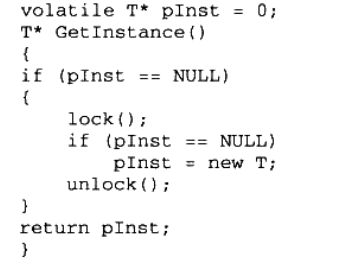 volatile T* pInst = 0;
T* GetInstance()
{
if (pInst == NULL)
{
lock();
if (pInst == NULL)
pInst = new T;
unlock();
}
return pInst;
}